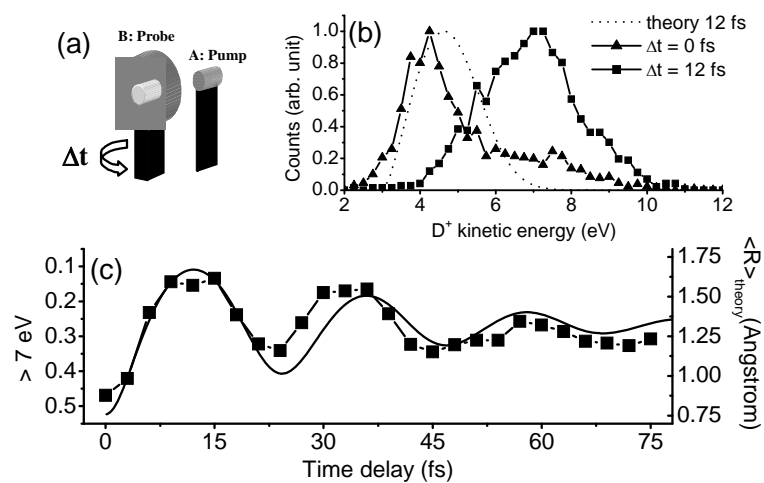 (a)
B: Probe
A: Pump
Δt
(b)
theory 12 fs
Δt = 0 fs
Δt = 12 fs
Counts (arb. unit)
1.0
0.8
0.6
0.4
0.2
0.0
2 4 6 8 10 12
D⁺ kinetic energy (eV)
(c)
> 7 eV
0.1
0.2
0.3
0.4
0.5
<R>theory (Angstrom)
1.75
1.50
1.25
1.00
0.75
0 15 30 45 60 75
Time delay (fs)